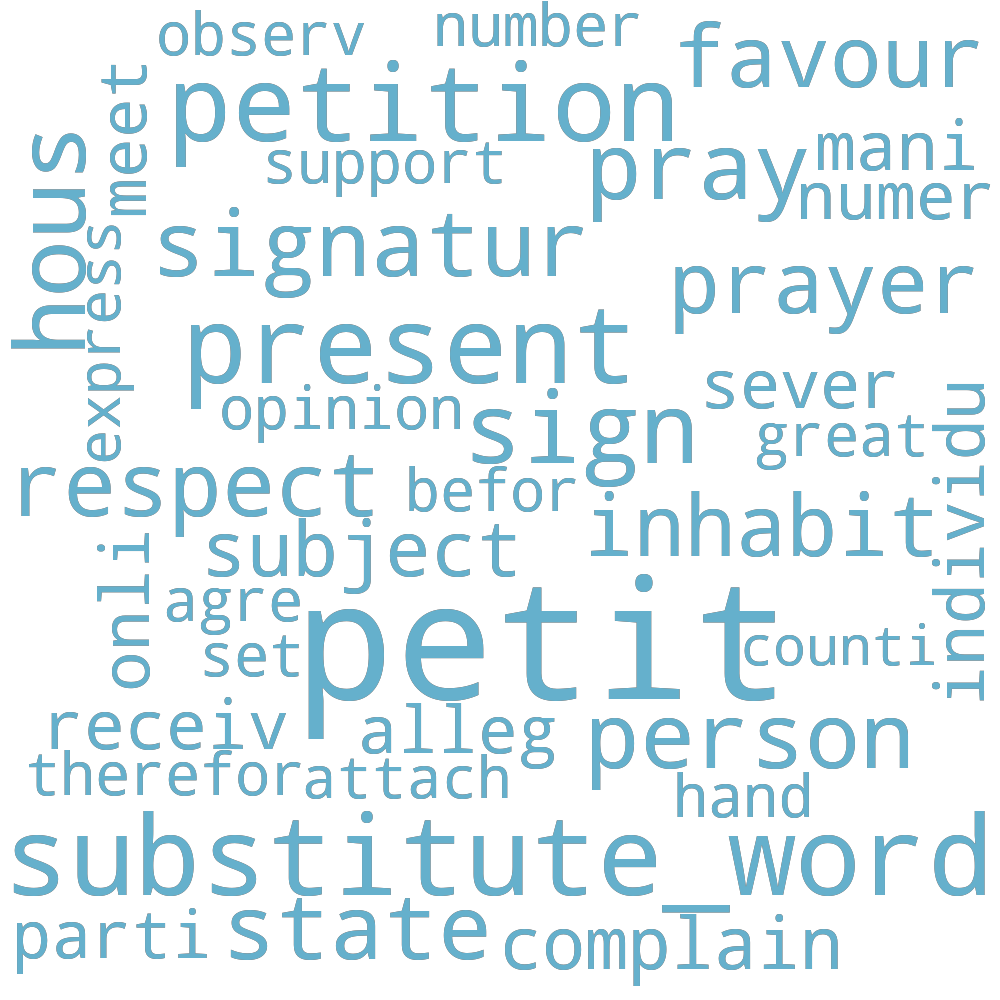 observ
number
favour
petition
meet
hous
support
pray
mani
numer
signatur
express
prayer
present
opinion
sign
sever
great
individu
respect
befor
inhabit
subject
onli
agre
petit
set
counti
receiv
alleg
person
therefor
attach
hand
substitute_word
parti
state
complain